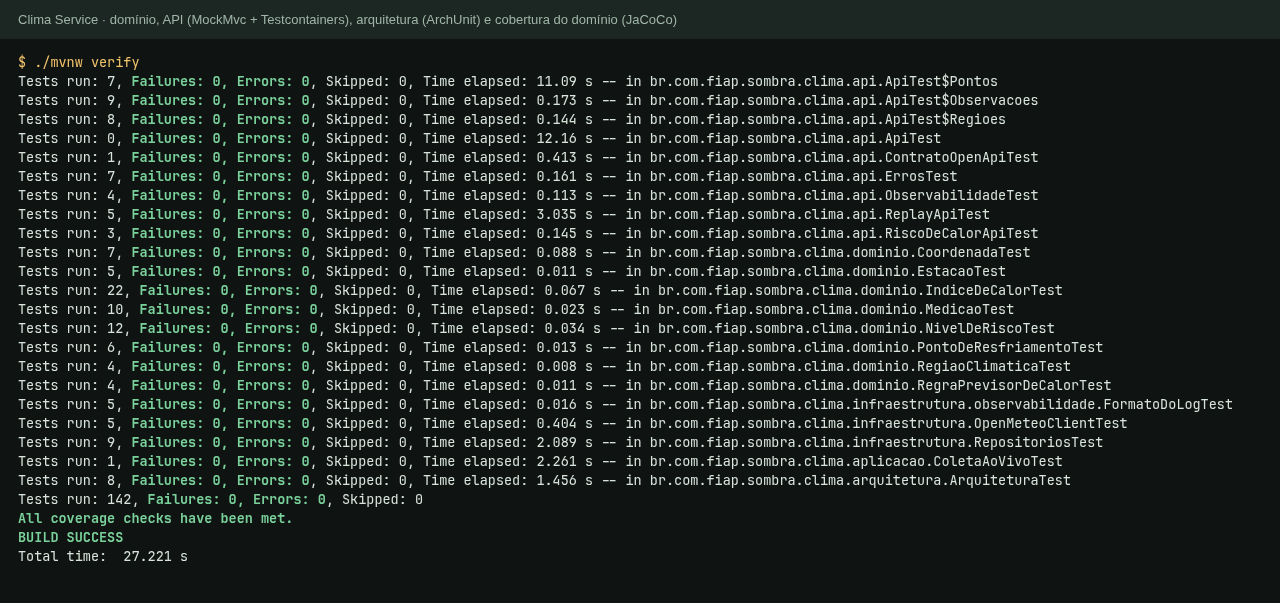 Clima Service · domínio, API (MockMvc + Testcontainers), arquitetura (ArchUnit) e cobertura do domínio (JaCoCo)
$ ./mvnw verify
Tests run: 7, Failures: 0, Errors: 0, Skipped: 0, Time elapsed: 11.09 s -- in br.com.fiap.sombra.clima.api.ApiTest$Pontos
Tests run: 9, Failures: 0, Errors: 0, Skipped: 0, Time elapsed: 0.173 s -- in br.com.fiap.sombra.clima.api.ApiTest$Observacoes
Tests run: 8, Failures: 0, Errors: 0, Skipped: 0, Time elapsed: 0.144 s -- in br.com.fiap.sombra.clima.api.ApiTest$Regioes
Tests run: 0, Failures: 0, Errors: 0, Skipped: 0, Time elapsed: 12.16 s -- in br.com.fiap.sombra.clima.api.ApiTest
Tests run: 1, Failures: 0, Errors: 0, Skipped: 0, Time elapsed: 0.413 s -- in br.com.fiap.sombra.clima.api.ContratoOpenApiTest
Tests run: 7, Failures: 0, Errors: 0, Skipped: 0, Time elapsed: 0.161 s -- in br.com.fiap.sombra.clima.api.ErrosTest
Tests run: 4, Failures: 0, Errors: 0, Skipped: 0, Time elapsed: 0.113 s -- in br.com.fiap.sombra.clima.api.ObservabilidadeTest
Tests run: 5, Failures: 0, Errors: 0, Skipped: 0, Time elapsed: 3.035 s -- in br.com.fiap.sombra.clima.api.ReplayApiTest
Tests run: 3, Failures: 0, Errors: 0, Skipped: 0, Time elapsed: 0.145 s -- in br.com.fiap.sombra.clima.api.RiscoDeCalorApiTest
Tests run: 7, Failures: 0, Errors: 0, Skipped: 0, Time elapsed: 0.088 s -- in br.com.fiap.sombra.clima.dominio.CoordenadaTest
Tests run: 5, Failures: 0, Errors: 0, Skipped: 0, Time elapsed: 0.011 s -- in br.com.fiap.sombra.clima.dominio.EstacaoTest
Tests run: 22, Failures: 0, Errors: 0, Skipped: 0, Time elapsed: 0.067 s -- in br.com.fiap.sombra.clima.dominio.IndiceDeCalorTest
Tests run: 10, Failures: 0, Errors: 0, Skipped: 0, Time elapsed: 0.023 s -- in br.com.fiap.sombra.clima.dominio.MedicaoTest
Tests run: 12, Failures: 0, Errors: 0, Skipped: 0, Time elapsed: 0.034 s -- in br.com.fiap.sombra.clima.dominio.NivelDeRiscoTest
Tests run: 6, Failures: 0, Errors: 0, Skipped: 0, Time elapsed: 0.013 s -- in br.com.fiap.sombra.clima.dominio.PontoDeResfriamentoTest
Tests run: 4, Failures: 0, Errors: 0, Skipped: 0, Time elapsed: 0.008 s -- in br.com.fiap.sombra.clima.dominio.RegiaoClimaticaTest
Tests run: 4, Failures: 0, Errors: 0, Skipped: 0, Time elapsed: 0.011 s -- in br.com.fiap.sombra.clima.dominio.RegraPrevisorDeCalorTest
Tests run: 5, Failures: 0, Errors: 0, Skipped: 0, Time elapsed: 0.016 s -- in br.com.fiap.sombra.clima.infraestrutura.observabilidade.FormatoDoLogTest
Tests run: 5, Failures: 0, Errors: 0, Skipped: 0, Time elapsed: 0.404 s -- in br.com.fiap.sombra.clima.infraestrutura.OpenMeteoClientTest
Tests run: 9, Failures: 0, Errors: 0, Skipped: 0, Time elapsed: 2.089 s -- in br.com.fiap.sombra.clima.infraestrutura.RepositoriosTest
Tests run: 1, Failures: 0, Errors: 0, Skipped: 0, Time elapsed: 2.261 s -- in br.com.fiap.sombra.clima.aplicacao.ColetaAoVivoTest
Tests run: 8, Failures: 0, Errors: 0, Skipped: 0, Time elapsed: 1.456 s -- in br.com.fiap.sombra.clima.arquitetura.ArquiteturaTest
Tests run: 142, Failures: 0, Errors: 0, Skipped: 0
All coverage checks have been met.
BUILD SUCCESS
Total time:  27.221 s